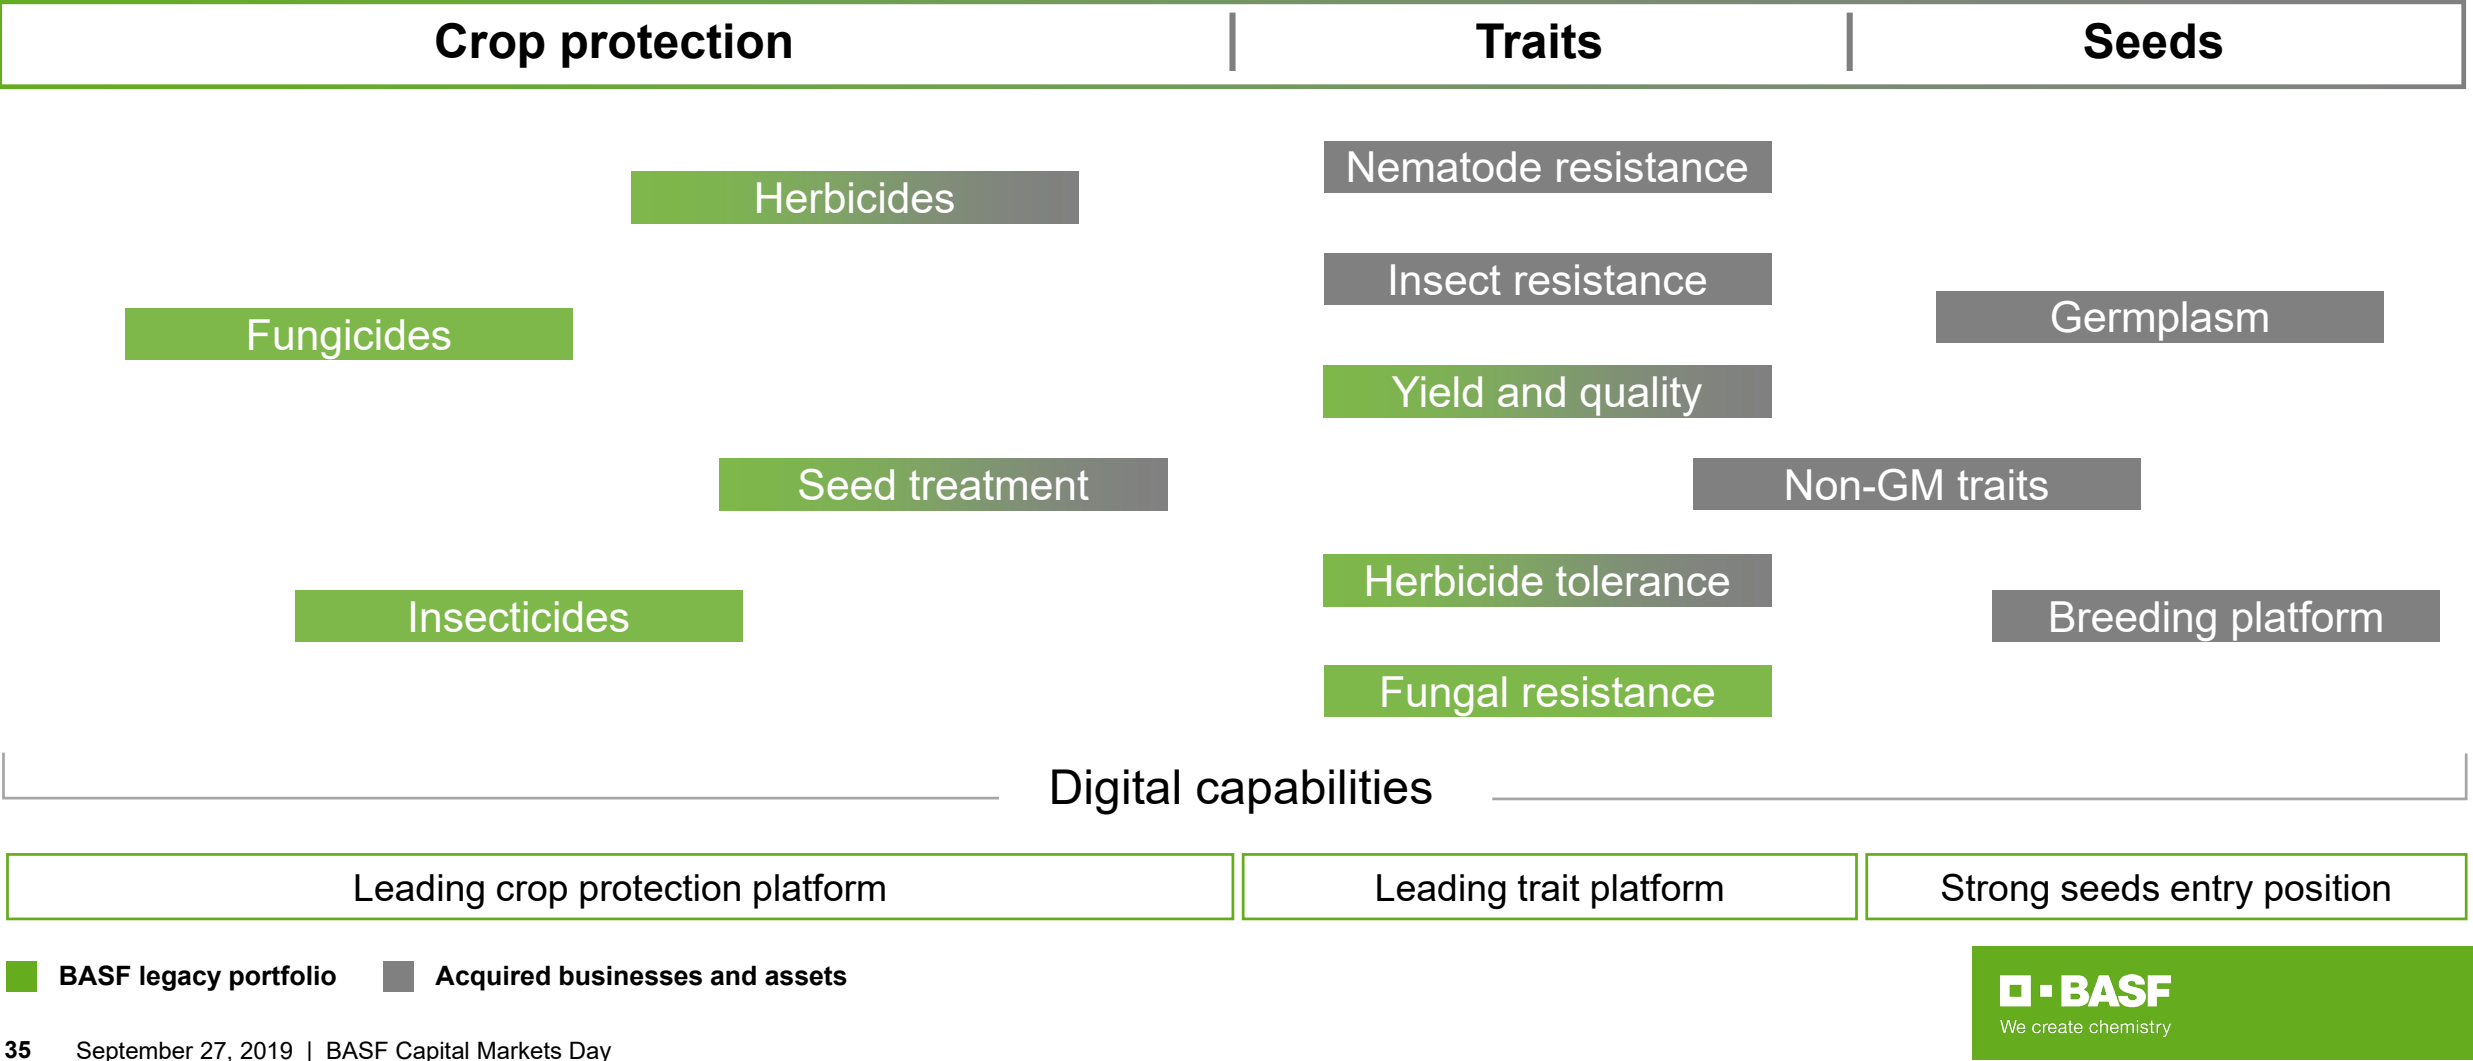 Crop protection | Traits | Seeds
Nematode resistance
Herbicides
Insect resistance
Germplasm
Fungicides
Yield and quality
Seed treatment
Non-GM traits
Herbicide tolerance
Insecticides
Breeding platform
Fungal resistance
Digital capabilities
Leading crop protection platform
Leading trait platform
Strong seeds entry position
BASF legacy portfolio
Acquired businesses and assets
BASF
We create chemistry
35 September 27, 2019 | BASF Capital Markets Day